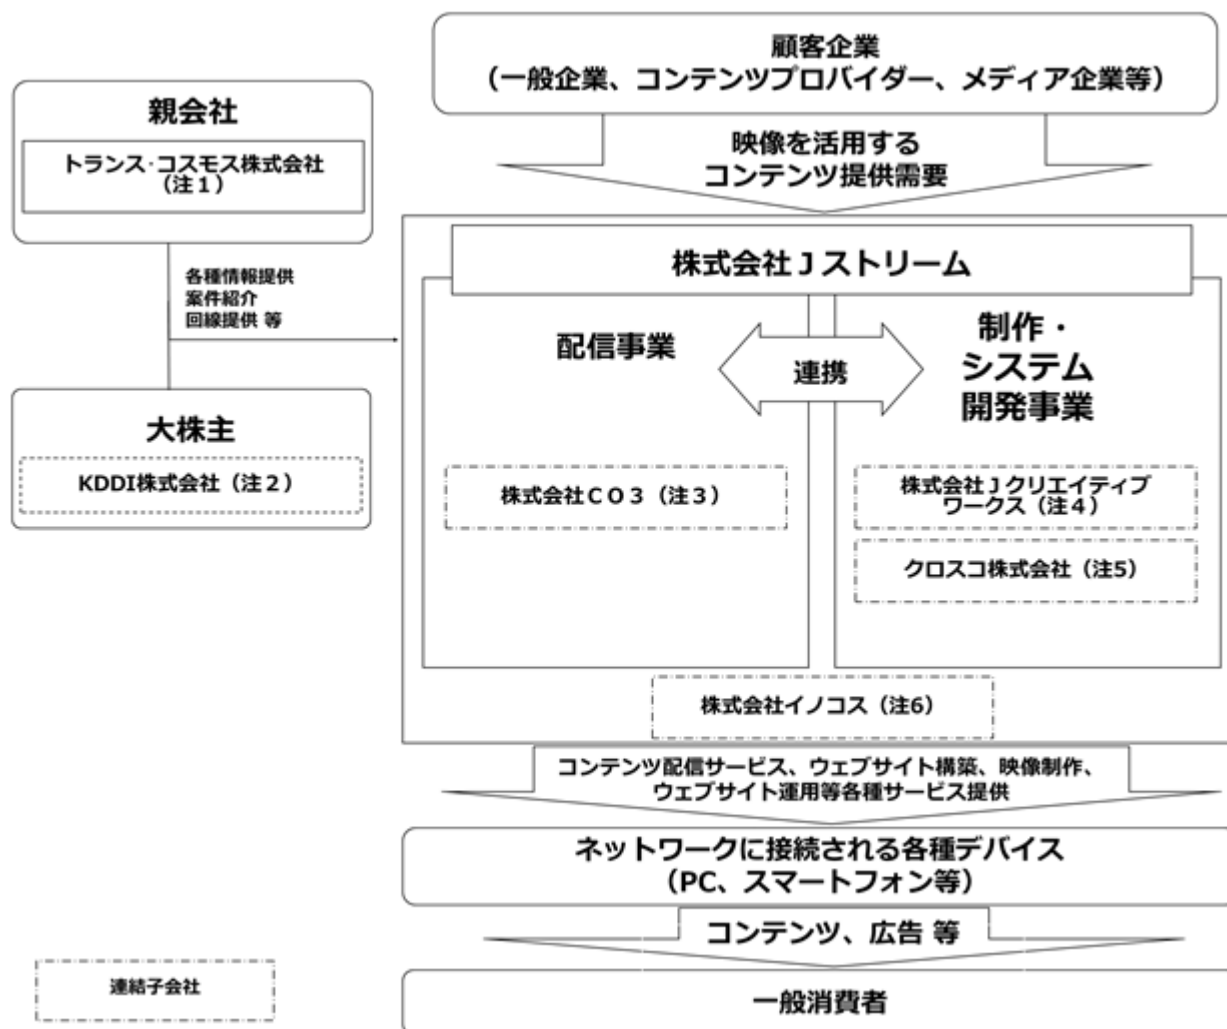 顧客企業
（一般企業、コンテンツプロバイダー、メディア企業等）
親会社
トランス・コスモス株式会社
（注１）
映像を活用する
コンテンツ提供需要
各種情報提供
案件紹介
回線提供 等
株式会社Ｊストリーム
配信事業
連携
制作・
システム
開発事業
大株主
KDDI株式会社（注２）
株式会社ＣＯ３（注３）
株式会社Ｊクリエイティブ
ワークス（注４）
クロスコ株式会社（注5）
株式会社イノコス（注6）
コンテンツ配信サービス、ウェブサイト構築、映像制作、
ウェブサイト運用等各種サービス提供
ネットワークに接続される各種デバイス
（PC、スマートフォン等）
コンテンツ、広告 等
連結子会社
一般消費者